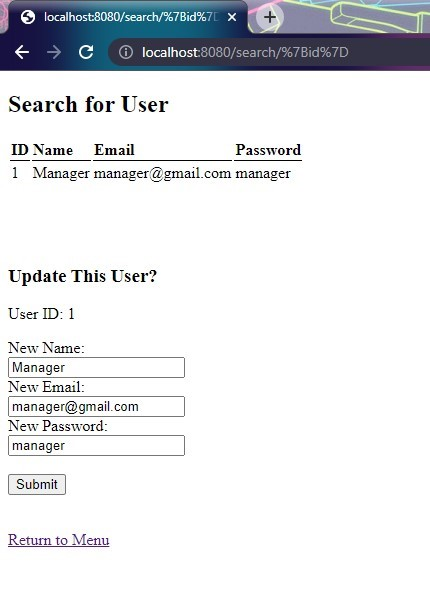 localhost:8080/search/%7Bid%7D
localhost:8080/search/%7Bid%7D
Search for User
ID Name Email Password
1 Manager manager@gmail.com manager
Update This User?
User ID: 1
New Name:
Manager
New Email:
manager@gmail.com
New Password:
manager
Submit
Return to Menu